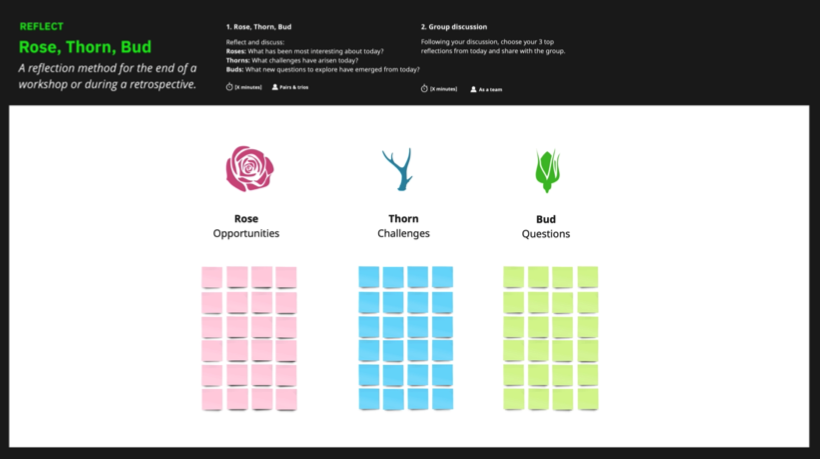 REFLECT
Rose, Thorn, Bud
A reflection method for the end of a
workshop or during a retrospective.
1. Rose, Thorn, Bud
Reflect and discuss:
Roses: What has been most interesting about today?
Thorns: What challenges have arisen today?
Buds: What new questions to explore have emerged from today?
[X minutes] Pairs & trios
2. Group discussion
Following your discussion, choose your 3 top
reflections from today and share with the group.
[X minutes] As a team
Rose
Opportunities
Thorn
Challenges
Bud
Questions